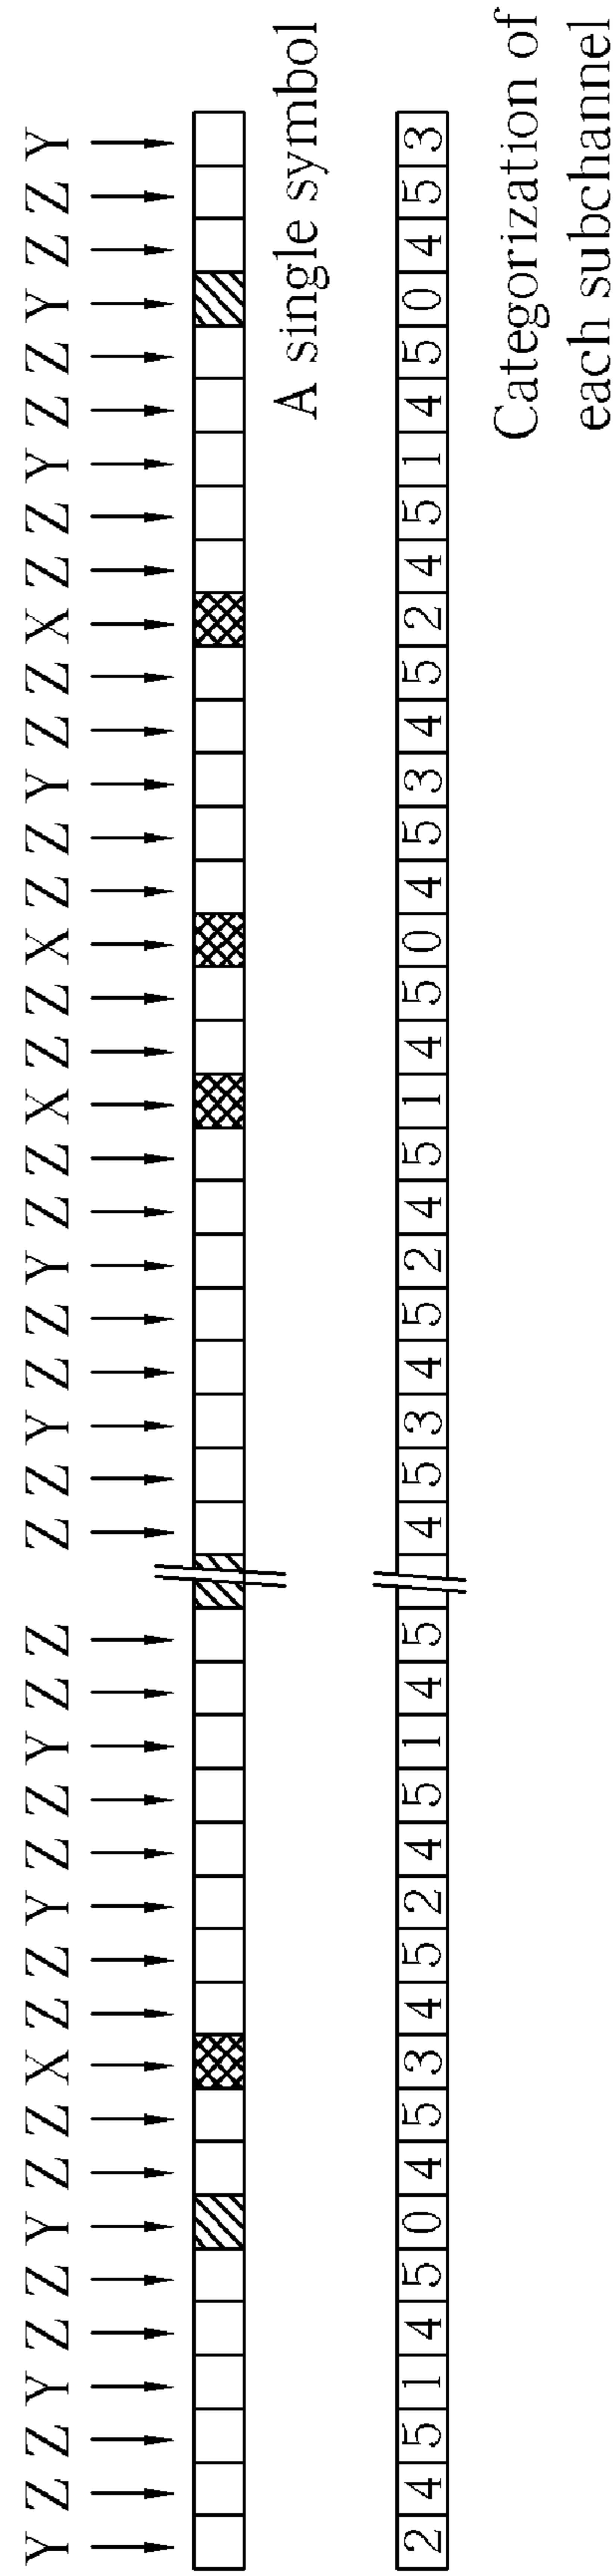 Y Z Z Y Z Z Y Z Z X Z Z Y Z Z Y Z Z Z Z Y Z Z Y Z Z X Z Z X Z Z Y Z Z X Z Z Y Z Z Y Z Z Y
A single symbol
2 4 5 1 4 5 0 4 5 3 4 5 2 4 5 1 4 5 4 5 3 4 5 2 4 5 1 4 5 0 4 5 3 4 5 2 4 5 1 4 5 0 4 5 3
Categorization of
each subchannel